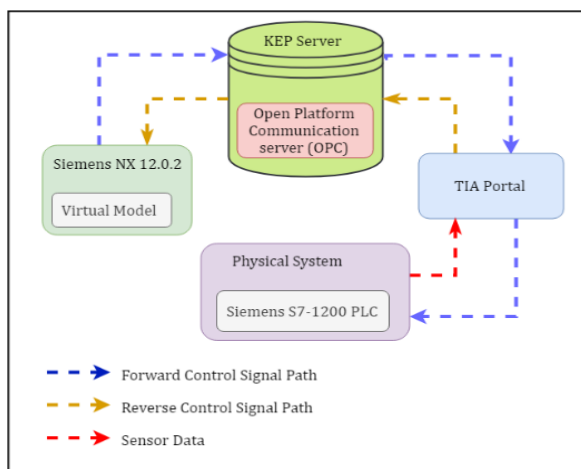 KEP Server
Open Platform
Communication
server (OPC)
Siemens NX 12.0.2
Virtual Model
TIA Portal
Physical System
Siemens S7-1200 PLC
Forward Control Signal Path
Reverse Control Signal Path
Sensor Data